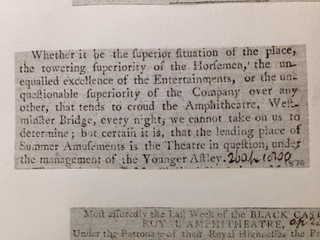 Whether it be the superior situation of the place,
the towering superiority of the Horsemen, the un-
equalled excellence of the Entertainments, or the un-
questionable superiority of the Company over any
other, that tends to croud the Amphitheatre, West-
minster Bridge, every night; we cannot take on us to
determine; but certain it is, that the leading place of
Summer Amusements is the Theatre in question, under
the management of the Younger Astley.
Most assuredly the Last Week of the BLACK CAS
ROYAL AMPHITHEATRE,
Under the Patronage of their Royal Highnesses the Pr